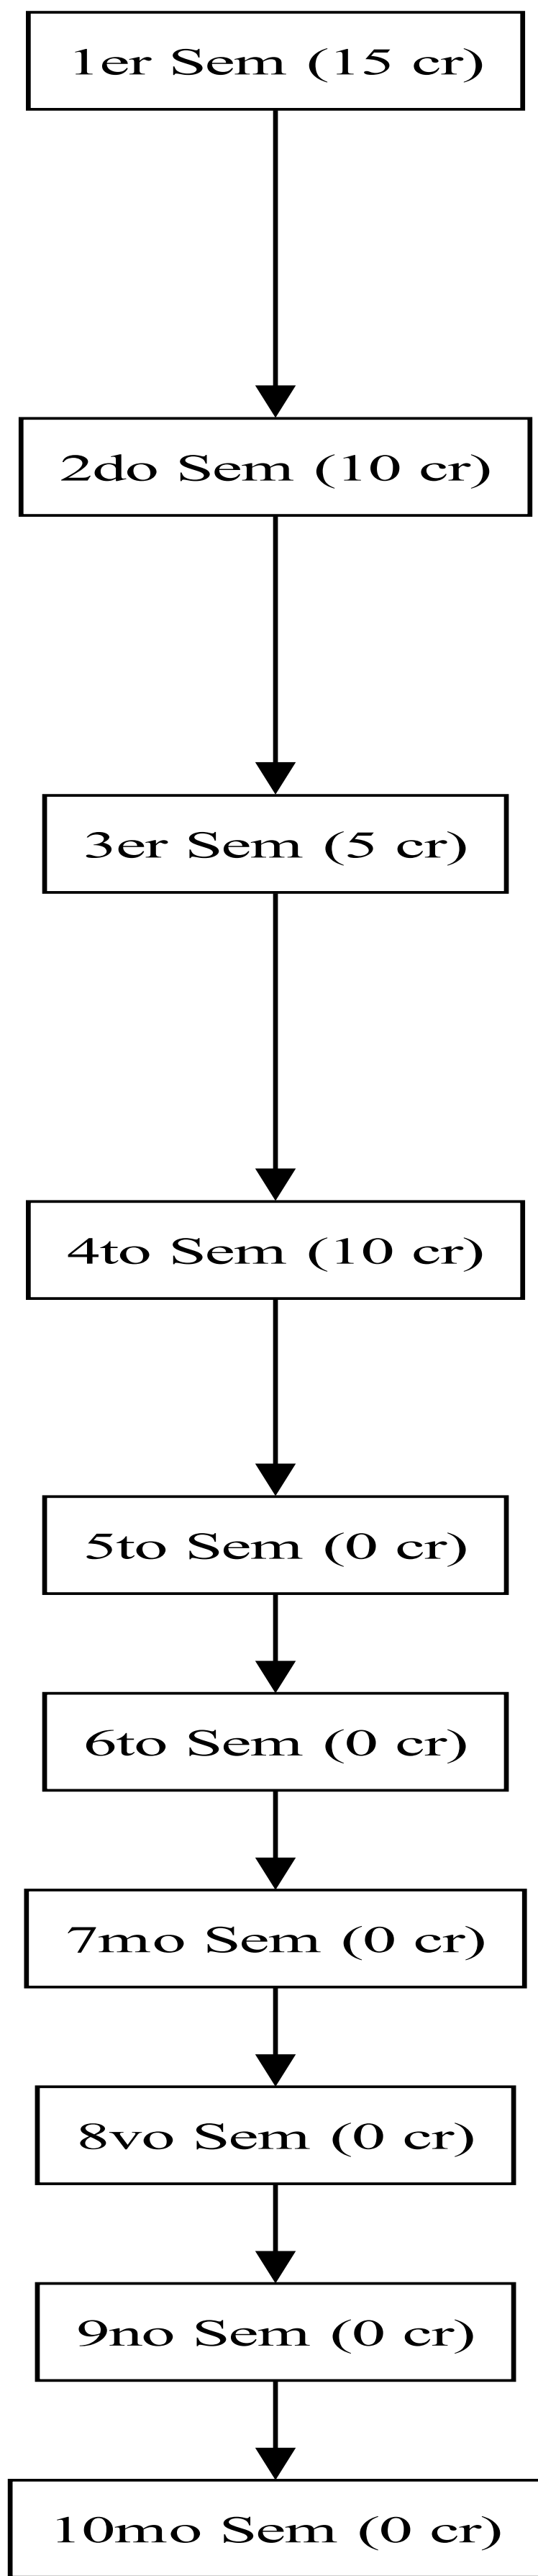 1er Sem (15 cr)
2do Sem (10 cr)
3er Sem (5 cr)
4to Sem (10 cr)
5to Sem (0 cr)
6to Sem (0 cr)
7mo Sem (0 cr)
8vo Sem (0 cr)
9no Sem (0 cr)
10mo Sem (0 cr)